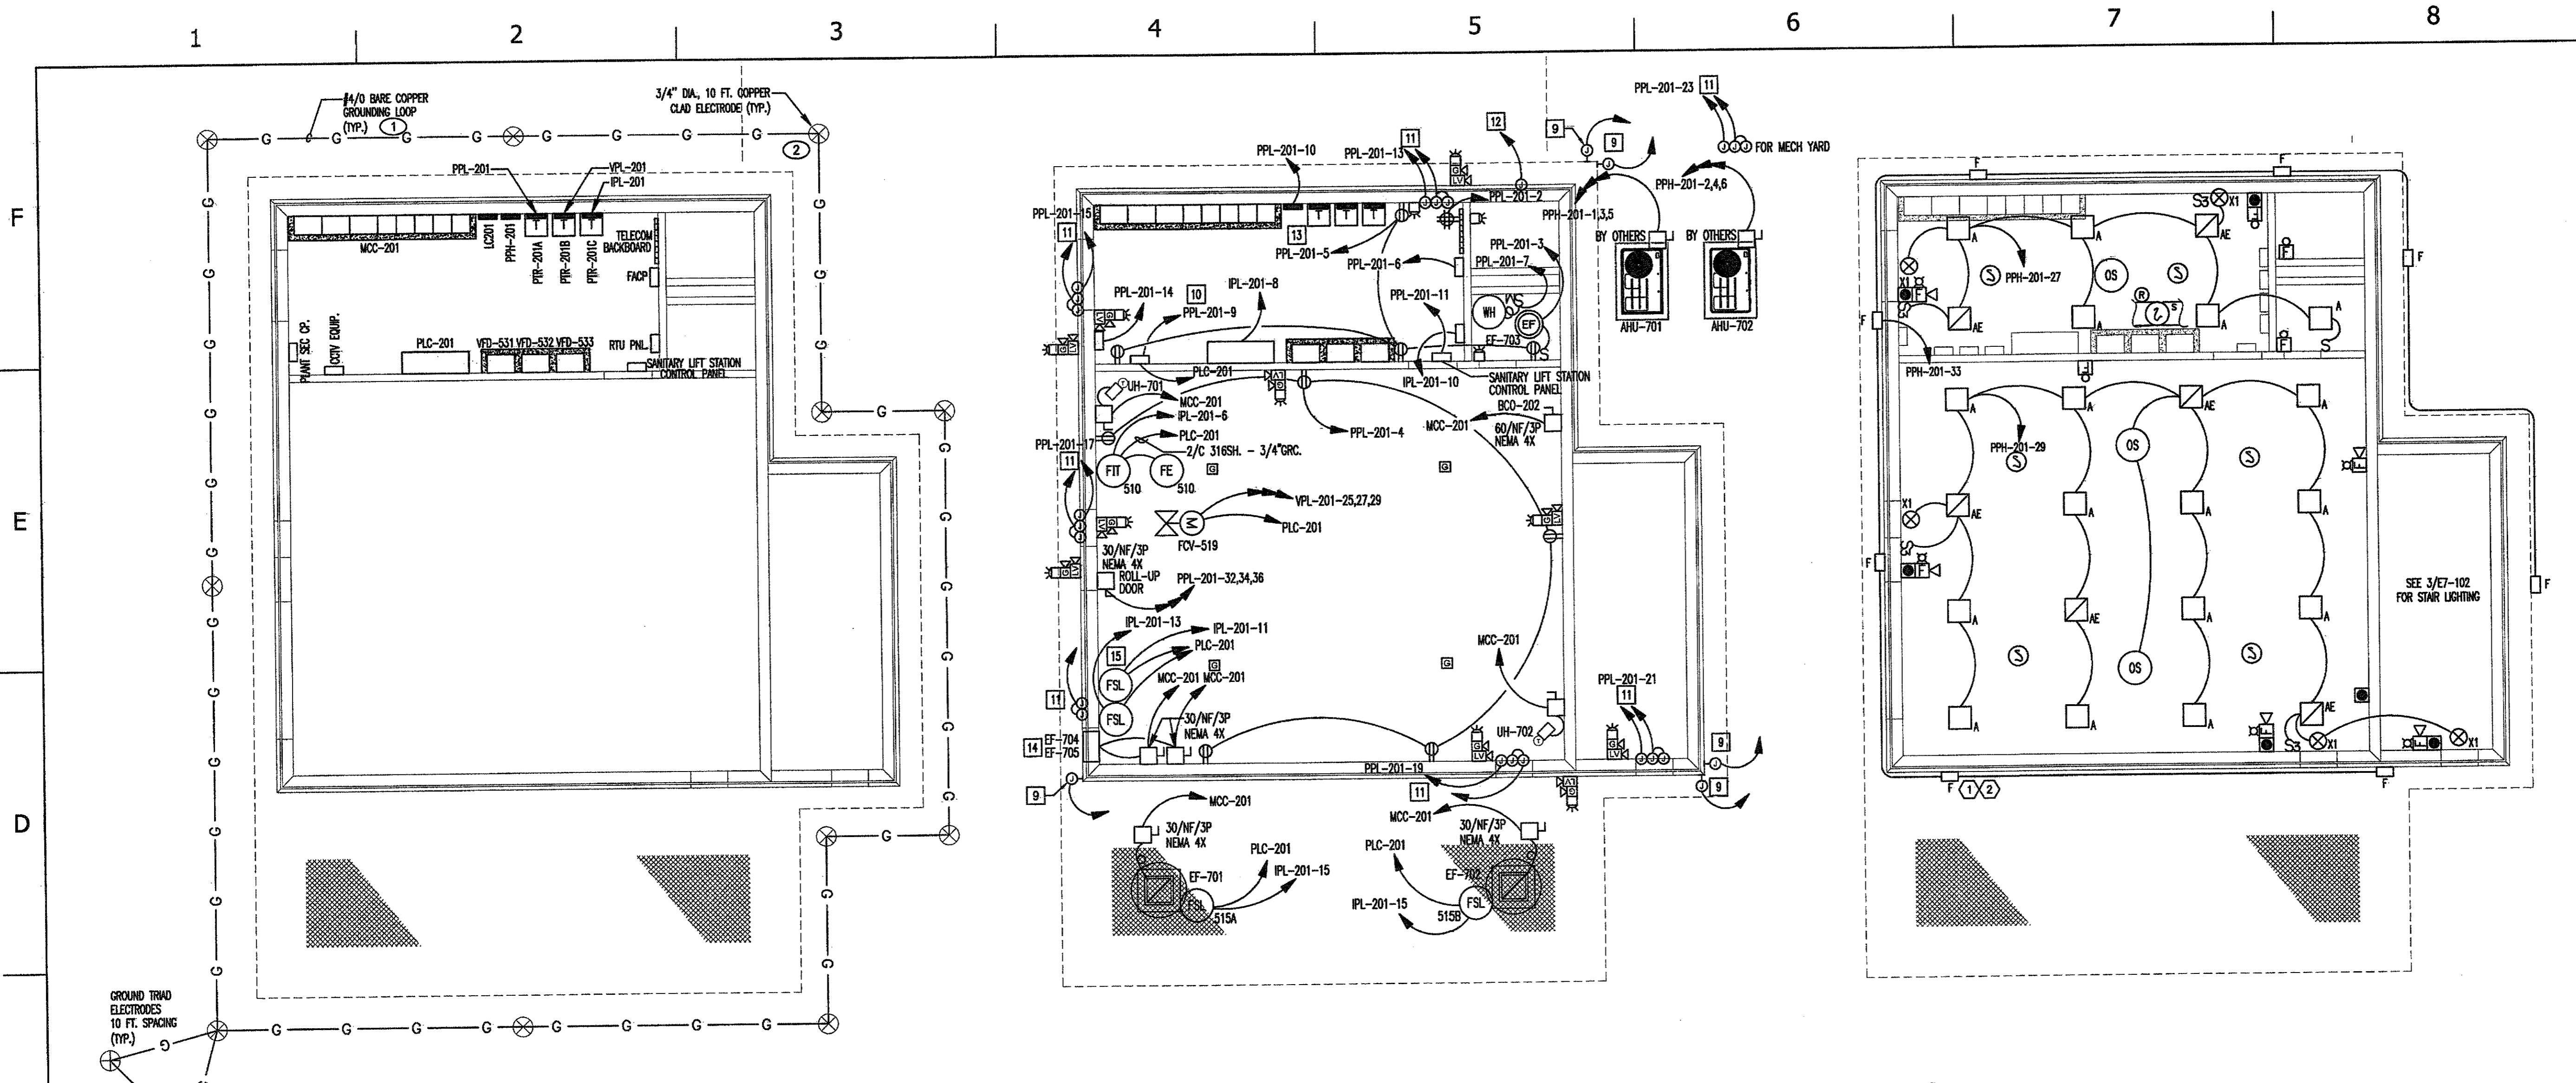 1
2
3
4
5
6
7
8
F
E
D
#4/0 BARE COPPER
GROUNDING LOOP
(TYP.)
1
3/4" DIA., 10 FT. COPPER
CLAD ELECTRODE (TYP.)
2
G G G G G G G
PPL-201
VPL-201
IPL-201
MCC-201
LC201
PPH-201
PTR-201A
PTR-201B
PTR-201C
T T T
TELECOM
BACKBOARD
FACP
PLANT SEC CP.
CCTV EQUIP.
PLC-201
VFD-531 VFD-532 VFD-533
RTU PNL.
SANITARY LIFT STATION
CONTROL PANEL
GROUND TRIAD
ELECTRODES
10 FT. SPACING
(TYP.)
G G G G G G G G
PPL-201-10
PPL-201-13
11
12
9
9
PPL-201-23
11
FOR MECH YARD
PPL-201-2
PPH-201-1,3,5
PPH-201-2,4,6
PPL-201-15
11
13
PPL-201-5
PPL-201-6
PPL-201-3
PPL-201-7
BY OTHERS
BY OTHERS
AHU-701
AHU-702
PPL-201-14
10
PPL-201-9
IPL-201-8
PPL-201-11
WH
EF
EF-703
PLC-201
IPL-201-10
SANITARY LIFT STATION
CONTROL PANEL
UH-701
MCC-201
IPL-201-6
PLC-201
2/C 316SH. - 3/4"GRC.
PPL-201-4
MCC-201
BCO-202
60/NF/3P
NEMA 4X
PPL-201-17
11
FIT
510
FE
510
G
G
VPL-201-25,27,29
PLC-201
M
FCV-519
30/NF/3P
NEMA 4X
ROLL-UP
DOOR
PPL-201-32,34,36
IPL-201-13
IPL-201-11
PLC-201
15
FSL
FSL
G
G
MCC-201 MCC-201
MCC-201
11
30/NF/3P
NEMA 4X
14
EF-704
EF-705
UH-702
PPL-201-21
11
9
9
9
PPL-201-19
11
MCC-201
30/NF/3P
NEMA 4X
EF-701
FSL
515A
PLC-201
IPL-201-15
MCC-201
30/NF/3P
NEMA 4X
PLC-201
EF-702
FSL
515B
IPL-201-15
F
F
S3
X1
A
A
AE
F
PPH-201-27
OS
S
S
R
S
X1
S3
AE
A
A
A
S
F
F
PPH-201-33
A
A
AE
A
PPH-201-29
OS
S
S
X1
S3
AE
A
A
A
F
F
SEE 3/E7-102
FOR STAIR LIGHTING
A
AE
A
A
S
OS
S
A
A
A
AE
S3
X1
X1
F
1
2
F